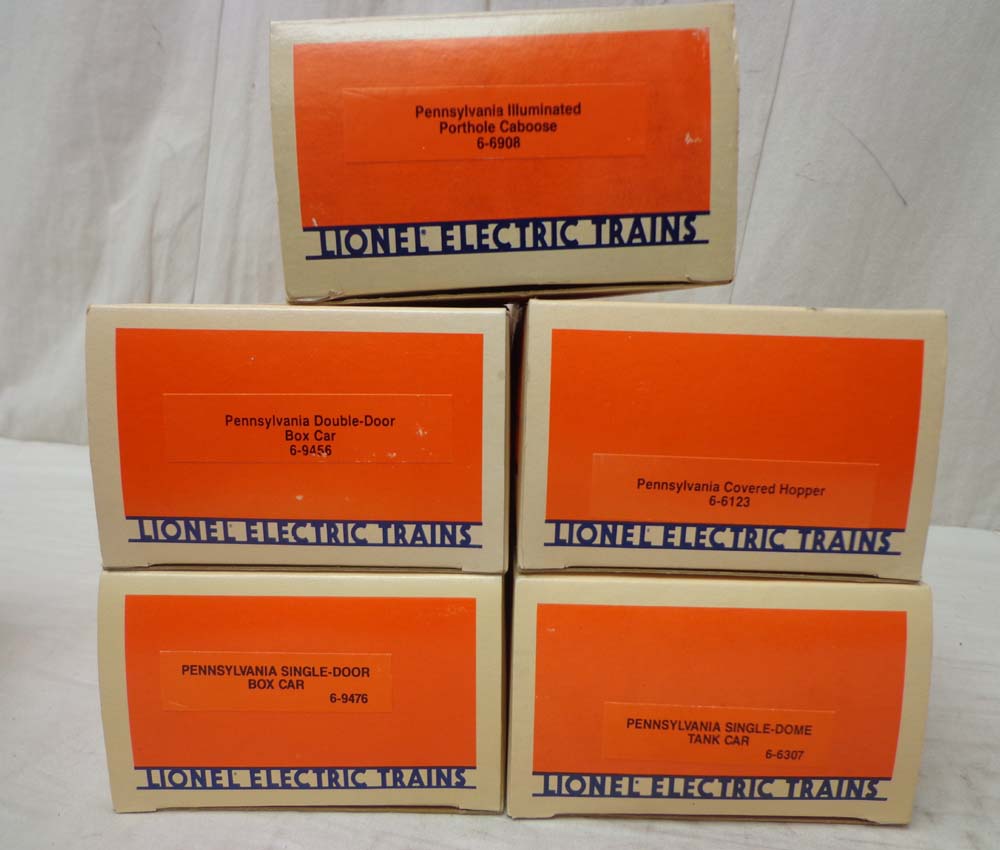 Pennsylvania Illuminated
Porthole Caboose
6-6908
LIONEL® ELECTRIC TRAINS
Pennsylvania Double-Door
Box Car
6-9456
LIONEL® ELECTRIC TRAINS
Pennsylvania Covered Hopper
6-6123
LIONEL® ELECTRIC TRAINS
PENNSYLVANIA SINGLE-DOOR
BOX CAR
6-9476
LIONEL® ELECTRIC TRAINS
PENNSYLVANIA SINGLE-DOME
TANK CAR
6-6307
LIONEL® ELECTRIC TRAINS